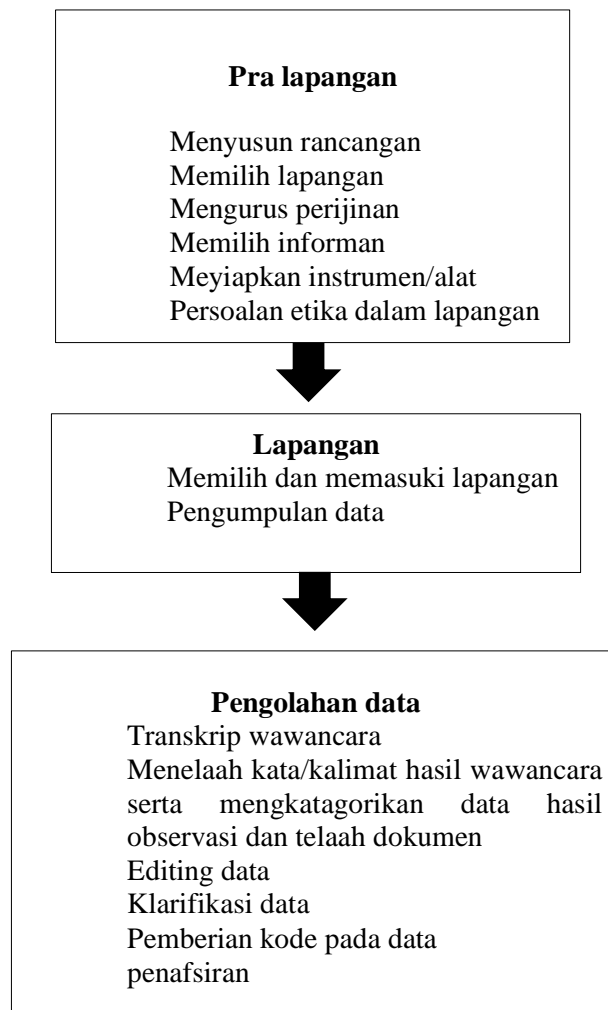 Pra lapangan
Menyusun rancangan
Memilih lapangan
Mengurus perijinan
Memilih informan
Meyiapkan instrumen/alat
Persoalan etika dalam lapangan
Lapangan
Memilih dan memasuki lapangan
Pengumpulan data
Pengolahan data
Transkrip wawancara
Menelaah kata/kalimat hasil wawancara
serta mengkatagorikan data hasil
observasi dan telaah dokumen
Editing data
Klarifikasi data
Pemberian kode pada data
penafsiran